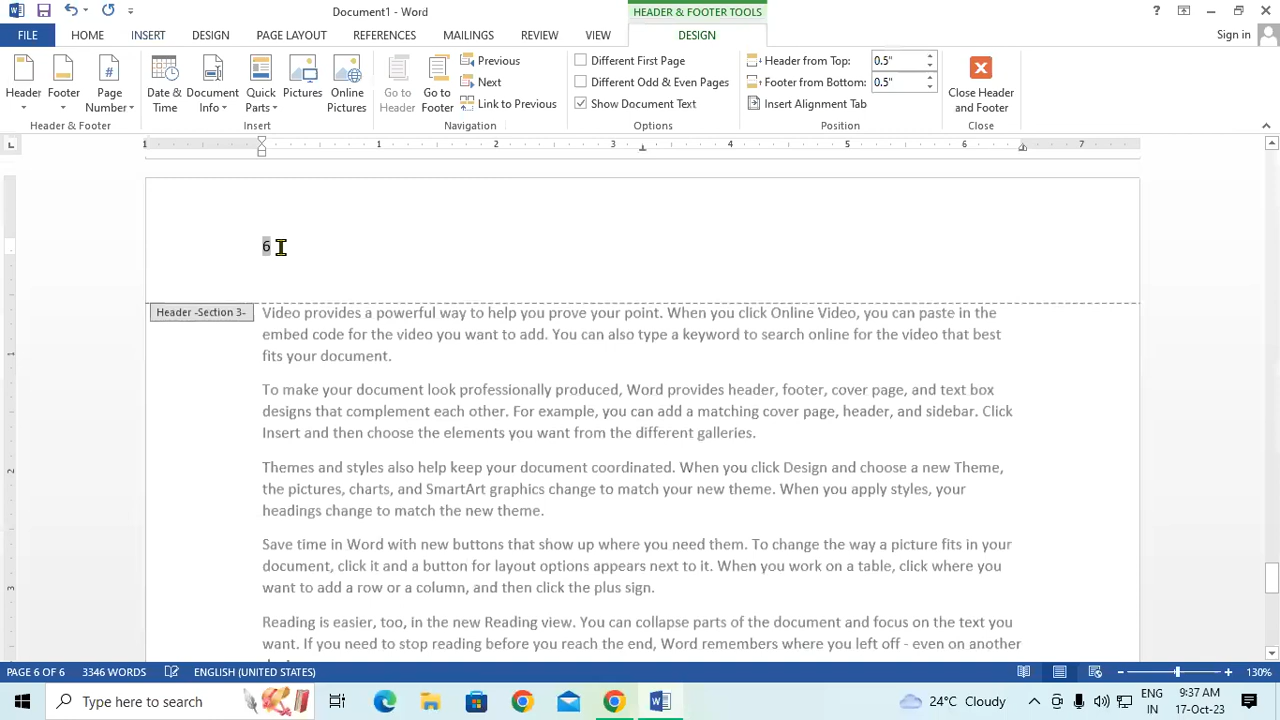 Document1 - Word
HEADER & FOOTER TOOLS
?
FILE HOME INSERT DESIGN PAGE LAYOUT REFERENCES MAILINGS REVIEW VIEW DESIGN Sign in
Header
Footer
Page Number
Header & Footer
Date & Time
Document Info
Quick Parts
Pictures
Online Pictures
Insert
Go to Header
Go to Footer
Previous
Next
Link to Previous
Navigation
Different First Page
Different Odd & Even Pages
Show Document Text
Options
Header from Top: 0.5"
Footer from Bottom: 0.5"
Insert Alignment Tab
Position
Close Header and Footer
Close
1 1 2 3 4 5 6 7
6
Header -Section 3-
Video provides a powerful way to help you prove your point. When you click Online Video, you can paste in the
embed code for the video you want to add. You can also type a keyword to search online for the video that best
fits your document.
To make your document look professionally produced, Word provides header, footer, cover page, and text box
designs that complement each other. For example, you can add a matching cover page, header, and sidebar. Click
Insert and then choose the elements you want from the different galleries.
Themes and styles also help keep your document coordinated. When you click Design and choose a new Theme,
the pictures, charts, and SmartArt graphics change to match your new theme. When you apply styles, your
headings change to match the new theme.
Save time in Word with new buttons that show up where you need them. To change the way a picture fits in your
document, click it and a button for layout options appears next to it. When you work on a table, click where you
want to add a row or a column, and then click the plus sign.
Reading is easier, too, in the new Reading view. You can collapse parts of the document and focus on the text you
want. If you need to stop reading before you reach the end, Word remembers where you left off - even on another
1
2
3
PAGE 6 OF 6 3346 WORDS ENGLISH (UNITED STATES) 130%
Type here to search
24°C Cloudy
ENG
IN
9:37 AM
17-Oct-23